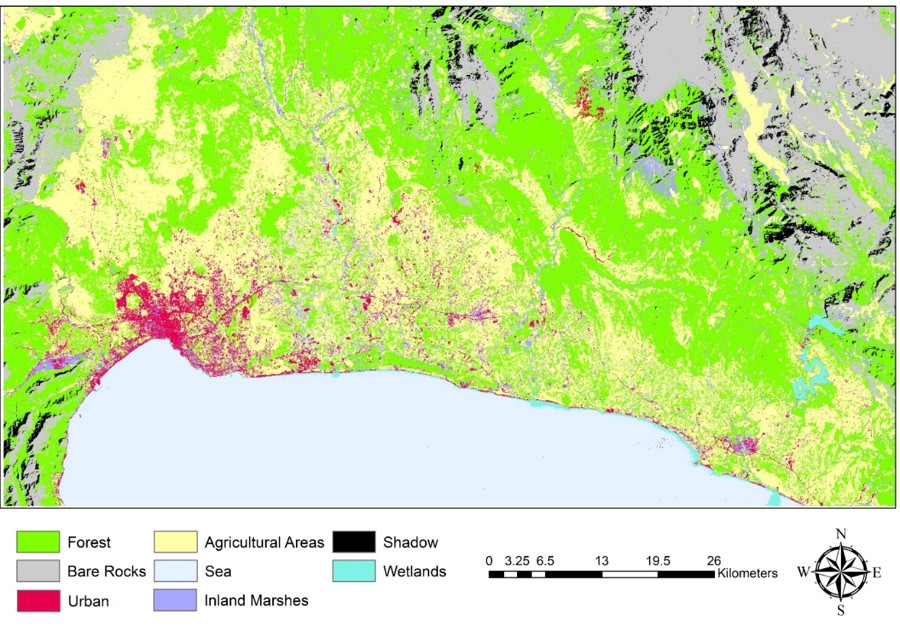 Forest
Agricultural Areas
Shadow
Bare Rocks
Sea
Wetlands
Urban
Inland Marshes
0 3.25 6.5 13 19.5 26
Kilometers
N
W E
S